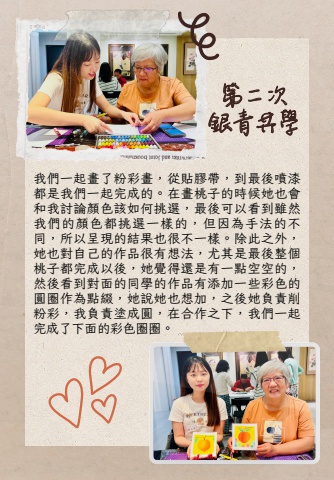 第二次
銀青共學
我們一起畫了粉彩畫，從貼膠帶，到最後噴漆
都是我們一起完成的。在畫桃子的時候她也會
和我討論顏色該如何挑選，最後可以看到雖然
我們的顏色都挑選一樣的，但因為手法的不
同，所以呈現的結果也很不一樣。除此之外，
她也對自己的作品很有想法，尤其是最後整個
桃子都完成以後，她覺得還是有一點空空的，
然後看到對面的同學的作品有添加一些彩色的
圓圈作為點綴，她說她也想加，之後她負責削
粉彩，我負責塗成圓，在合作之下，我們一起
完成了下面的彩色圈圈。